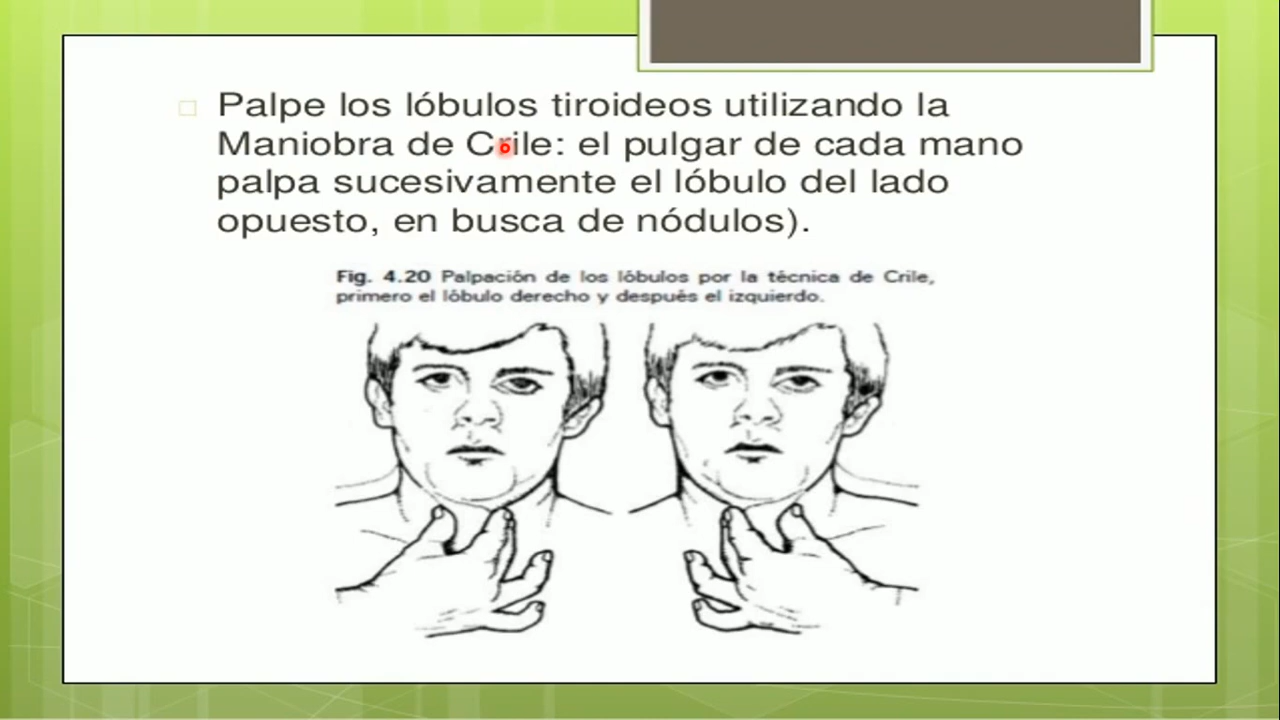 Palpe los lóbulos tiroideos utilizando la
Maniobra de Crile: el pulgar de cada mano
palpa sucesivamente el lóbulo del lado
opuesto, en busca de nódulos).
Fig. 4.20 Palpación de los lóbulos por la técnica de Crile,
primero el lóbulo derecho y después el izquierdo.